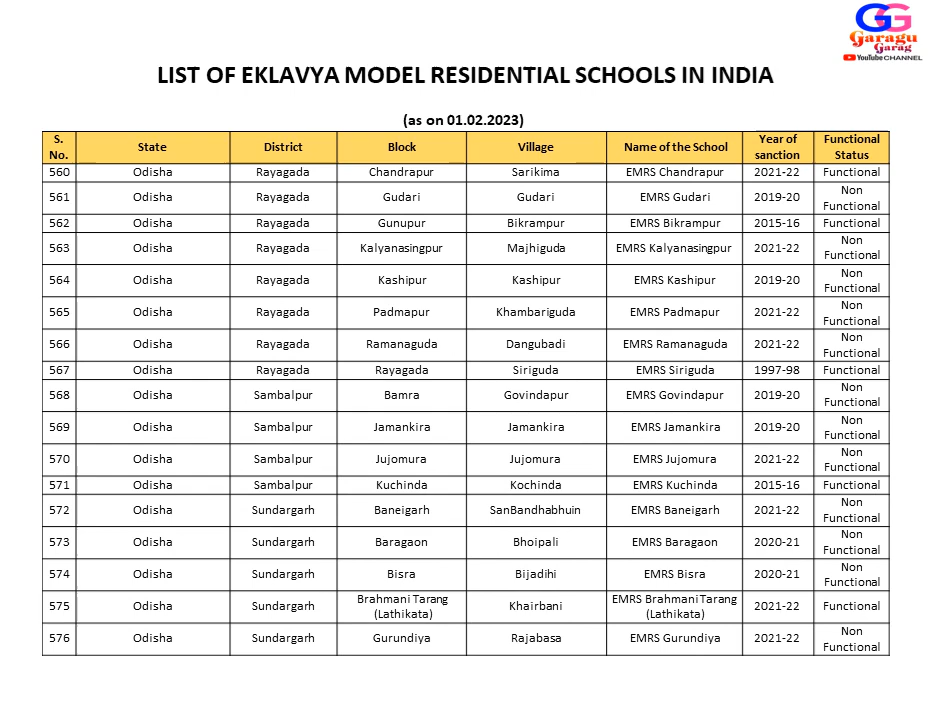 GG
Garagu
Garag
YouTube CHANNEL
LIST OF EKLAVYA MODEL RESIDENTIAL SCHOOLS IN INDIA
(as on 01.02.2023)
S. No. State District Block Village Name of the School Year of sanction Functional Status
560 Odisha Rayagada Chandrapur Sarikima EMRS Chandrapur 2021-22 Functional
561 Odisha Rayagada Gudari Gudari EMRS Gudari 2019-20 Non Functional
562 Odisha Rayagada Gunupur Bikrampur EMRS Bikrampur 2015-16 Functional
563 Odisha Rayagada Kalyanasingpur Majhiguda EMRS Kalyanasingpur 2021-22 Non Functional
564 Odisha Rayagada Kashipur Kashipur EMRS Kashipur 2019-20 Non Functional
565 Odisha Rayagada Padmapur Khambariguda EMRS Padmapur 2021-22 Non Functional
566 Odisha Rayagada Ramanaguda Dangubadi EMRS Ramanaguda 2021-22 Non Functional
567 Odisha Rayagada Rayagada Siriguda EMRS Siriguda 1997-98 Functional
568 Odisha Sambalpur Bamra Govindapur EMRS Govindapur 2019-20 Non Functional
569 Odisha Sambalpur Jamankira Jamankira EMRS Jamankira 2019-20 Non Functional
570 Odisha Sambalpur Jujomura Jujomura EMRS Jujomura 2021-22 Non Functional
571 Odisha Sambalpur Kuchinda Kochinda EMRS Kuchinda 2015-16 Functional
572 Odisha Sundargarh Baneigarh SanBandhabhuin EMRS Baneigarh 2021-22 Non Functional
573 Odisha Sundargarh Baragaon Bhoipali EMRS Baragaon 2020-21 Non Functional
574 Odisha Sundargarh Bisra Bijadihi EMRS Bisra 2020-21 Non Functional
575 Odisha Sundargarh Brahmani Tarang (Lathikata) Khairbani EMRS Brahmani Tarang (Lathikata) 2021-22 Functional
576 Odisha Sundargarh Gurundiya Rajabasa EMRS Gurundiya 2021-22 Non Functional